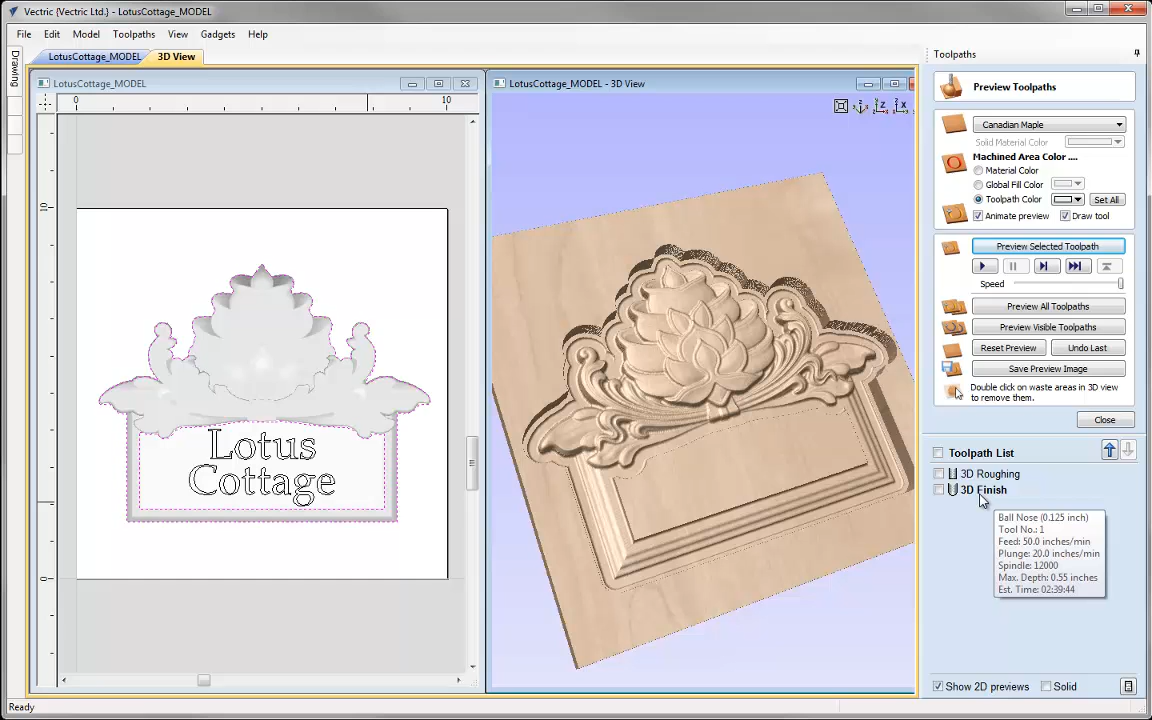 Vectric {Vectric Ltd.} - LotusCottage_MODEL
File Edit Model Toolpaths View Gadgets Help
Drawing
LotusCottage_MODEL 3D View
LotusCottage_MODEL
0 10
10
0
Lotus
Cottage
LotusCottage_MODEL - 3D View
Toolpaths
Preview Toolpaths
Canadian Maple
Solid Material Color
Machined Area Color ....
Material Color
Global Fill Color
Toolpath Color Set All
Animate preview Draw tool
Preview Selected Toolpath
Speed
Preview All Toolpaths
Preview Visible Toolpaths
Reset Preview Undo Last
Save Preview Image
Double click on waste areas in 3D view
to remove them.
Close
Toolpath List
3D Roughing
3D Finish
Ball Nose (0.125 inch)
Tool No.: 1
Feed: 50.0 inches/min
Plunge: 20.0 inches/min
Spindle: 12000
Max. Depth: 0.55 inches
Est. Time: 02:39:44
Show 2D previews Solid
Ready